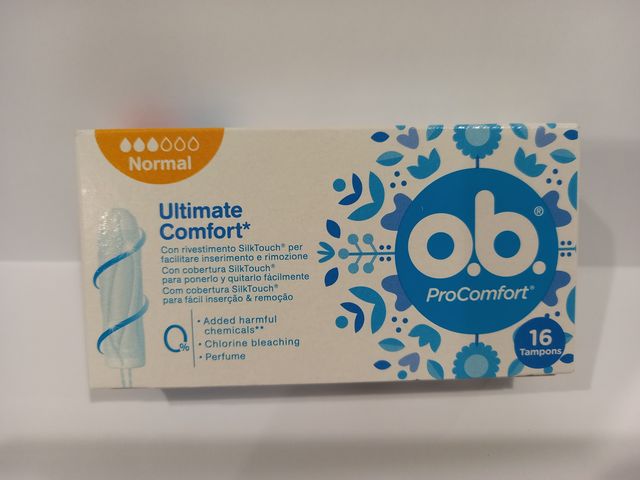 Normal
Ultimate
Comfort*
Con rivestimento SilkTouch® per
facilitare inserimento e rimozione
Con cobertura SilkTouch®
para ponerlo y quitarlo fácilmente
Com cobertura SilkTouch®
para fácil inserção & remoção
0%
• Added harmful
chemicals**
• Chlorine bleaching
• Perfume
o.b.®
ProComfort®
16
Tampons